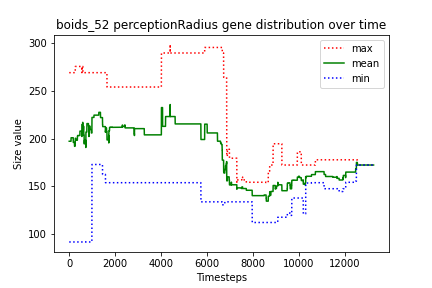 boids_52 perceptionRadius gene distribution over time
300
250
200
150
100
Size value
max
mean
min
0
2000
4000
6000
8000
10000
12000
Timesteps